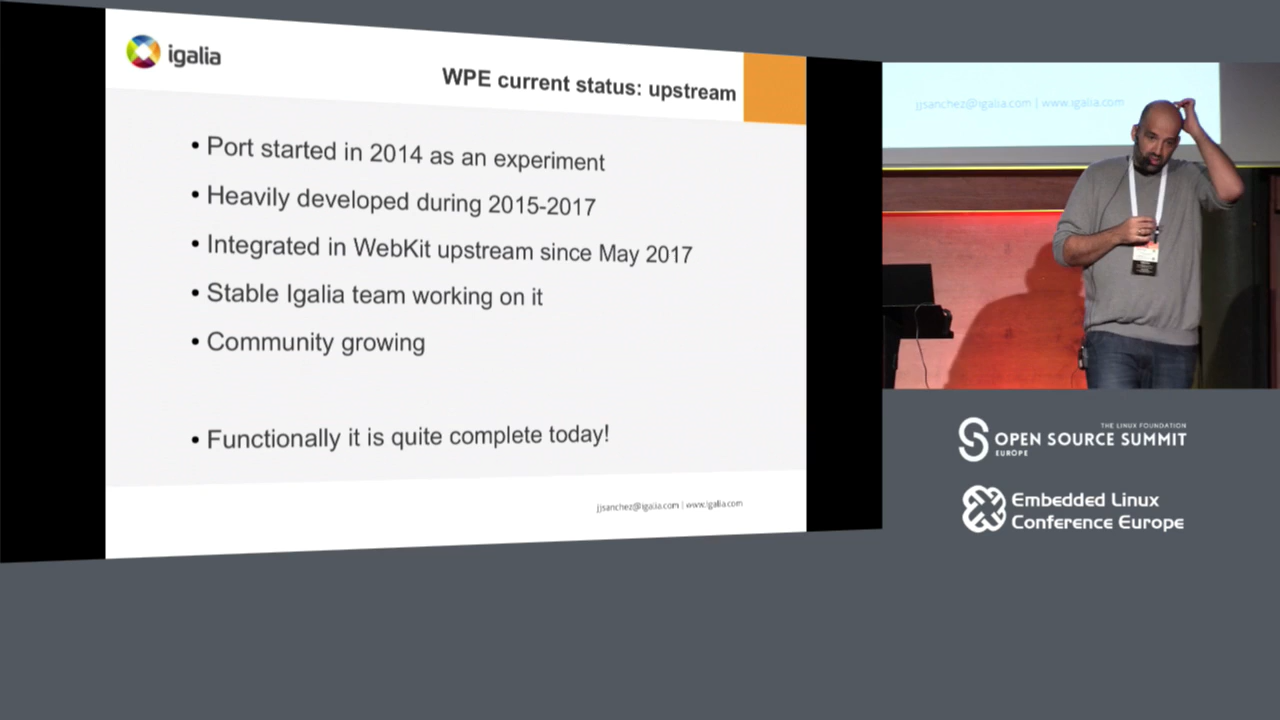 igalia
WPE current status: upstream
• Port started in 2014 as an experiment
• Heavily developed during 2015-2017
• Integrated in WebKit upstream since May 2017
• Stable Igalia team working on it
• Community growing
• Functionally it is quite complete today!
jjsanchez@igalia.com | www.igalia.com
jjsanchez@igalia.com | www.igalia.com
THE LINUX FOUNDATION
OPEN SOURCE SUMMIT
EUROPE
Embedded Linux
Conference Europe